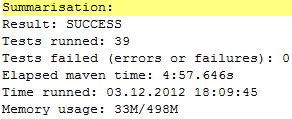 Summarisation:
Result: SUCCESS
Tests runned: 39
Tests failed (errors or failures): 0
Elapsed maven time: 4:57.646s
Time runned: 03.12.2012 18:09:45
Memory usage: 33M/498M